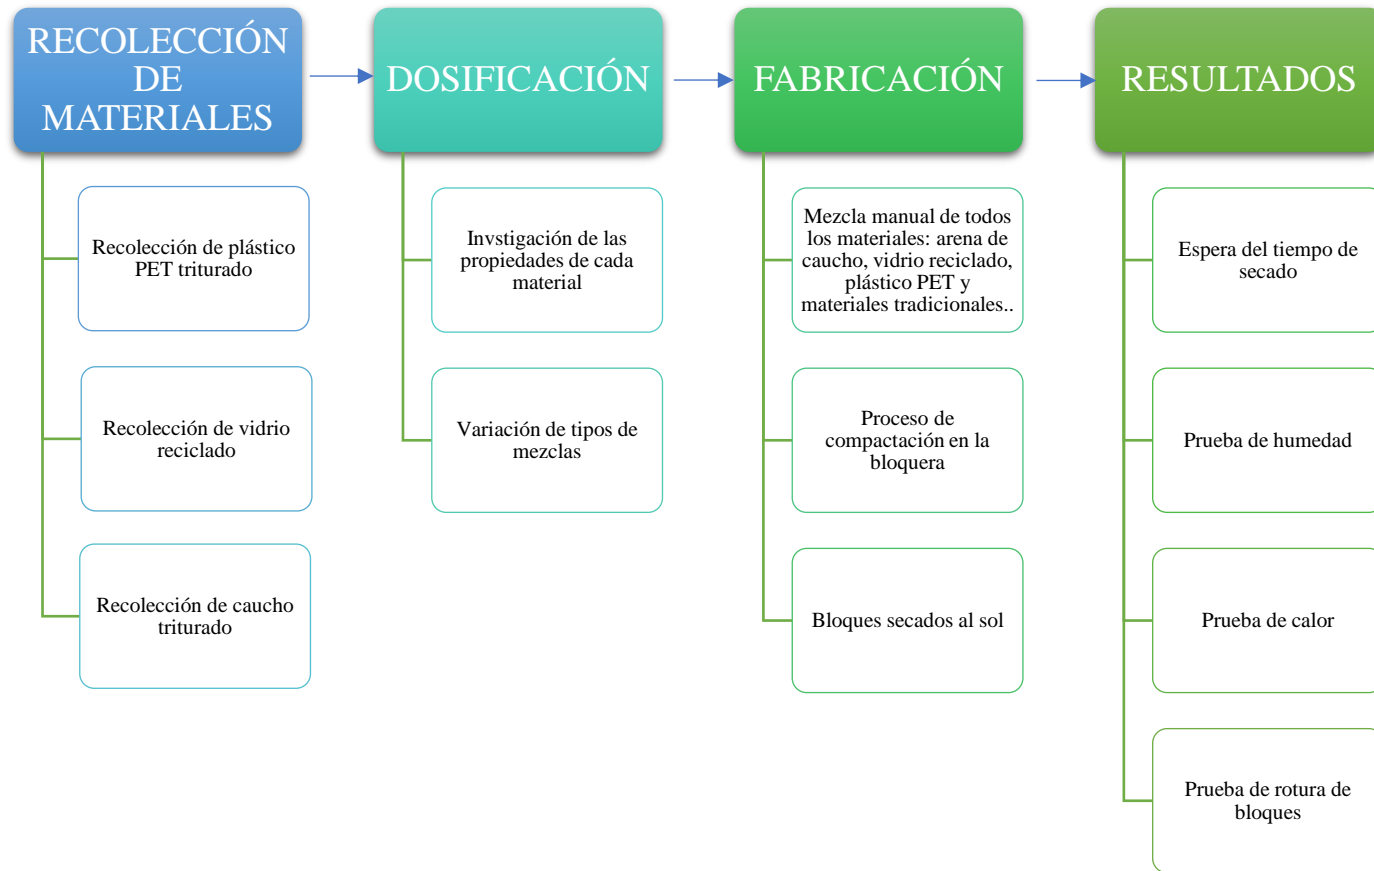 RECOLECCIÓN
DE
MATERIALES
Recolección de plástico
PET triturado
Recolección de vidrio
reciclado
Recolección de caucho
triturado
DOSIFICACIÓN
Invstigación de las
propiedades de cada
material
Variación de tipos de
mezclas
FABRICACIÓN
Mezcla manual de todos
los materiales: arena de
caucho, vidrio reciclado,
plástico PET y
materiales tradicionales..
Proceso de
compactación en la
bloquera
Bloques secados al sol
RESULTADOS
Espera del tiempo de
secado
Prueba de humedad
Prueba de calor
Prueba de rotura de
bloques